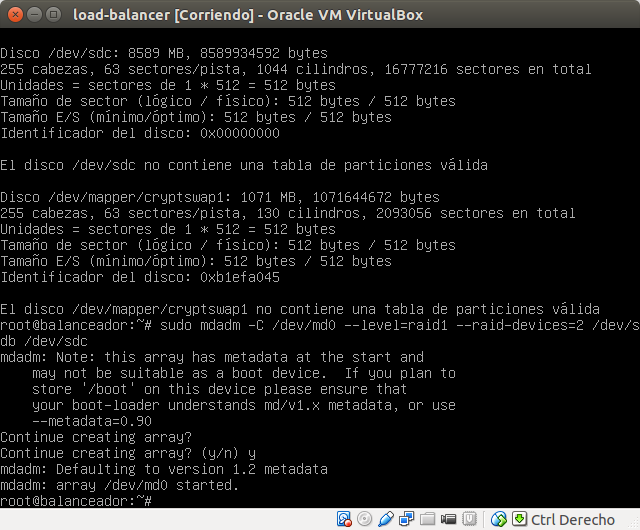 load-balancer [Corriendo] - Oracle VM VirtualBox
Disco /dev/sdc: 8589 MB, 8589934592 bytes
255 cabezas, 63 sectores/pista, 1044 cilindros, 16777216 sectores en total
Unidades = sectores de 1 * 512 = 512 bytes
Tamaño de sector (lógico / físico): 512 bytes / 512 bytes
Tamaño E/S (mínimo/óptimo): 512 bytes / 512 bytes
Identificador del disco: 0x00000000
El disco /dev/sdc no contiene una tabla de particiones válida
Disco /dev/mapper/cryptswap1: 1071 MB, 1071644672 bytes
255 cabezas, 63 sectores/pista, 130 cilindros, 2093056 sectores en total
Unidades = sectores de 1 * 512 = 512 bytes
Tamaño de sector (lógico / físico): 512 bytes / 512 bytes
Tamaño E/S (mínimo/óptimo): 512 bytes / 512 bytes
Identificador del disco: 0xb1efa045
El disco /dev/mapper/cryptswap1 no contiene una tabla de particiones válida
root@balanceador:~# sudo mdadm -C /dev/md0 --level=raid1 --raid-devices=2 /dev/s
db /dev/sdc
mdadm: Note: this array has metadata at the start and
may not be suitable as a boot device.  If you plan to
store '/boot' on this device please ensure that
your boot-loader understands md/v1.x metadata, or use
--metadata=0.90
Continue creating array?
Continue creating array? (y/n) y
mdadm: Defaulting to version 1.2 metadata
mdadm: array /dev/md0 started.
root@balanceador:~#
Ctrl Derecho